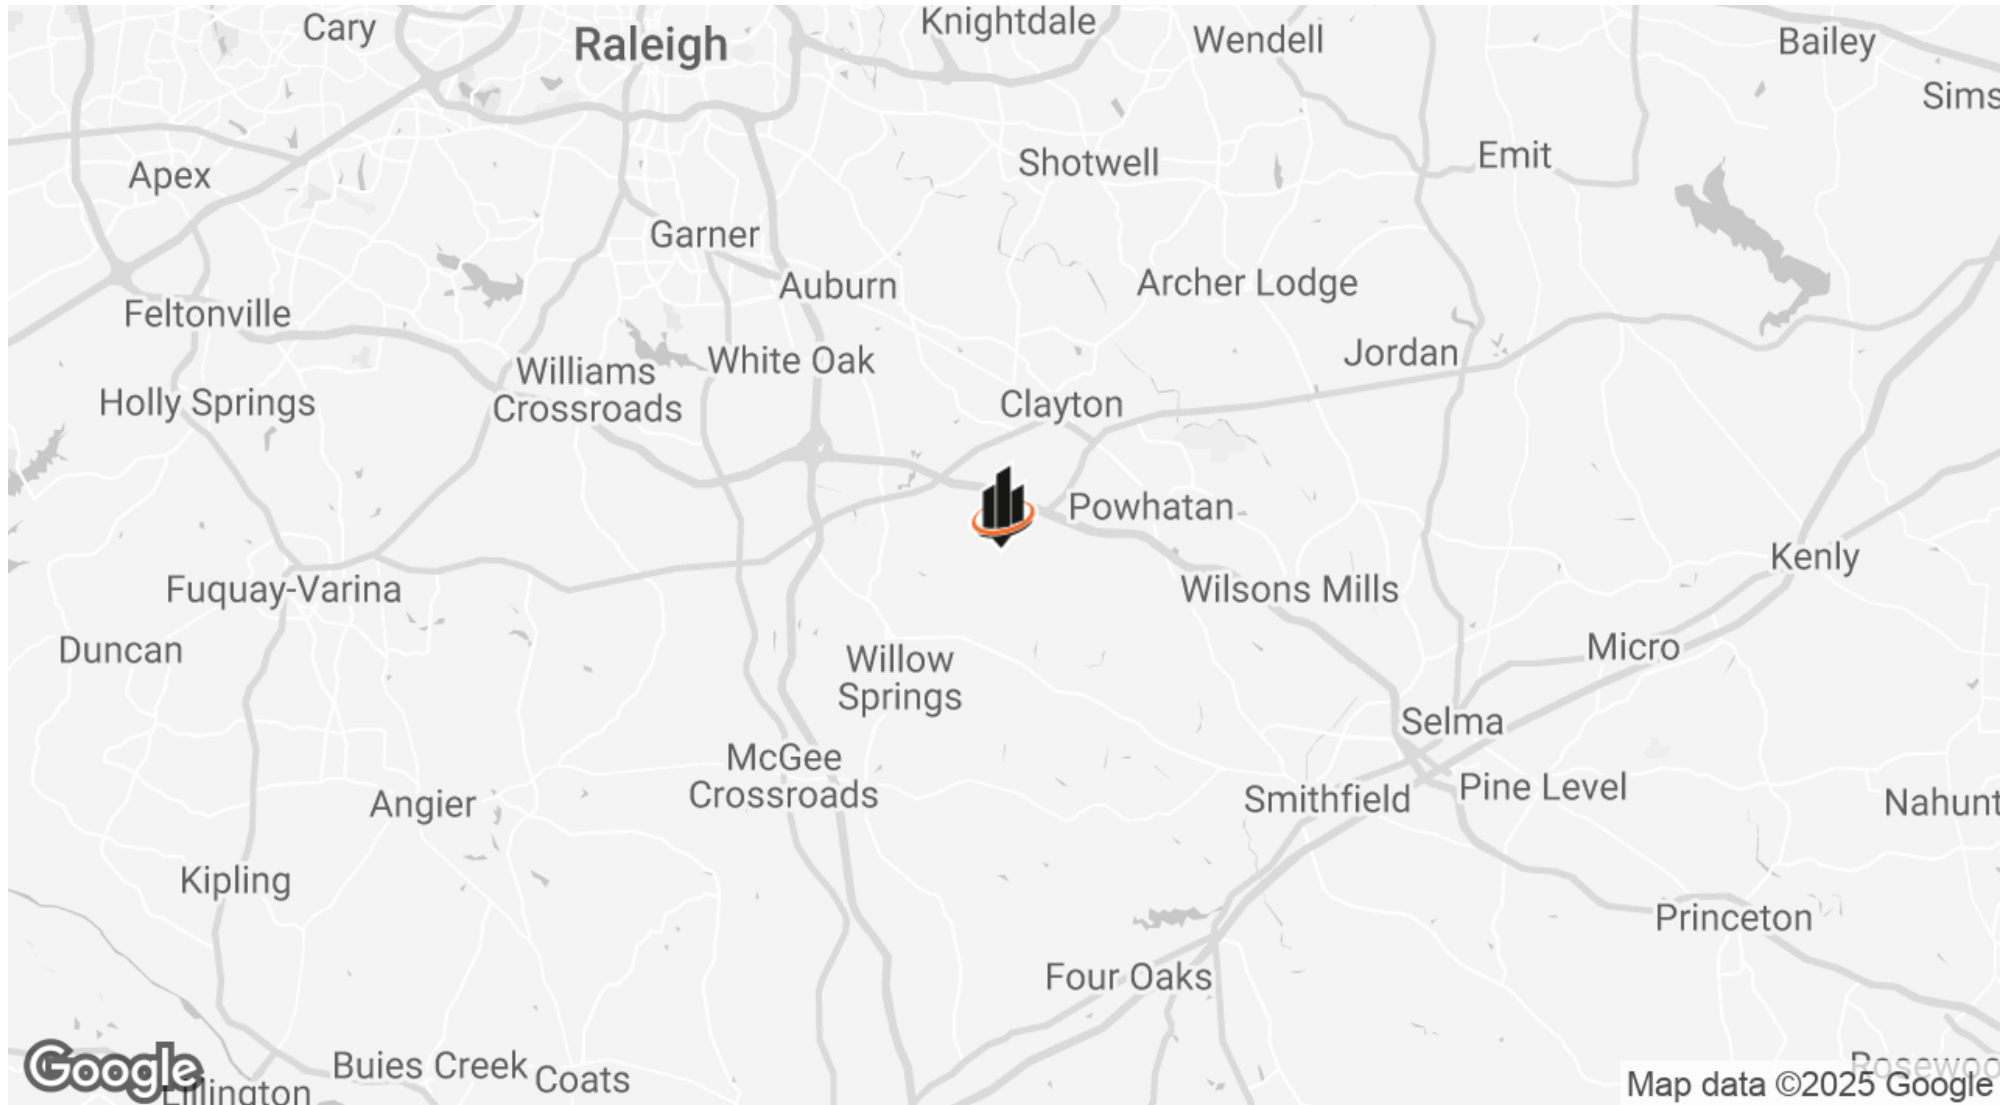 Cary
Raleigh
Knightdale
Wendell
Bailey
Sims
Apex
Shotwell
Emit
Garner
Auburn
Archer Lodge
Feltonville
White Oak
Jordan
Williams
Crossroads
Holly Springs
Clayton
Powhatan
Kenly
Fuquay-Varina
Wilsons Mills
Duncan
Willow
Springs
Micro
Selma
McGee
Crossroads
Angier
Smithfield
Pine Level
Nahunt
Kipling
Princeton
Four Oaks
Google
Lillington
Buies Creek
Coats
Rosewoo
Map data ©2025 Google